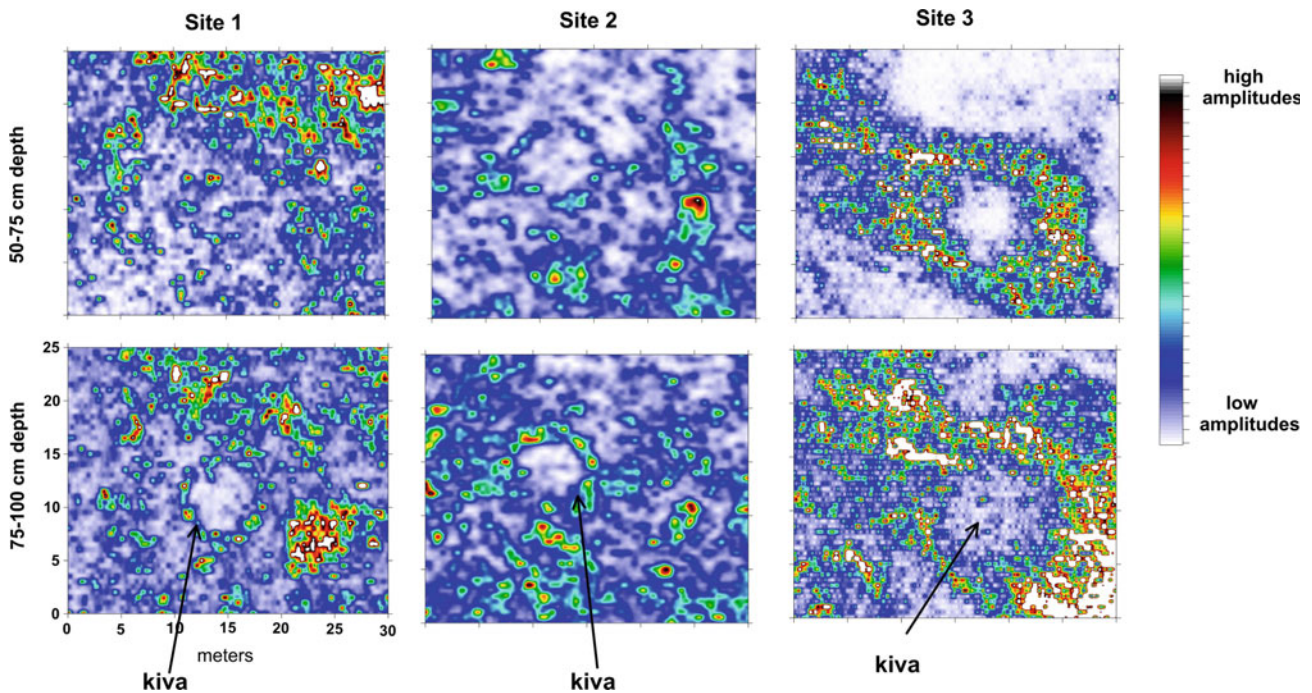 Site 1
Site 2
Site 3
50-75 cm depth
high
amplitudes
low
amplitudes
75-100 cm depth
25
20
15
10
5
0
0
5
10
15
20
25
30
meters
kiva
kiva
kiva